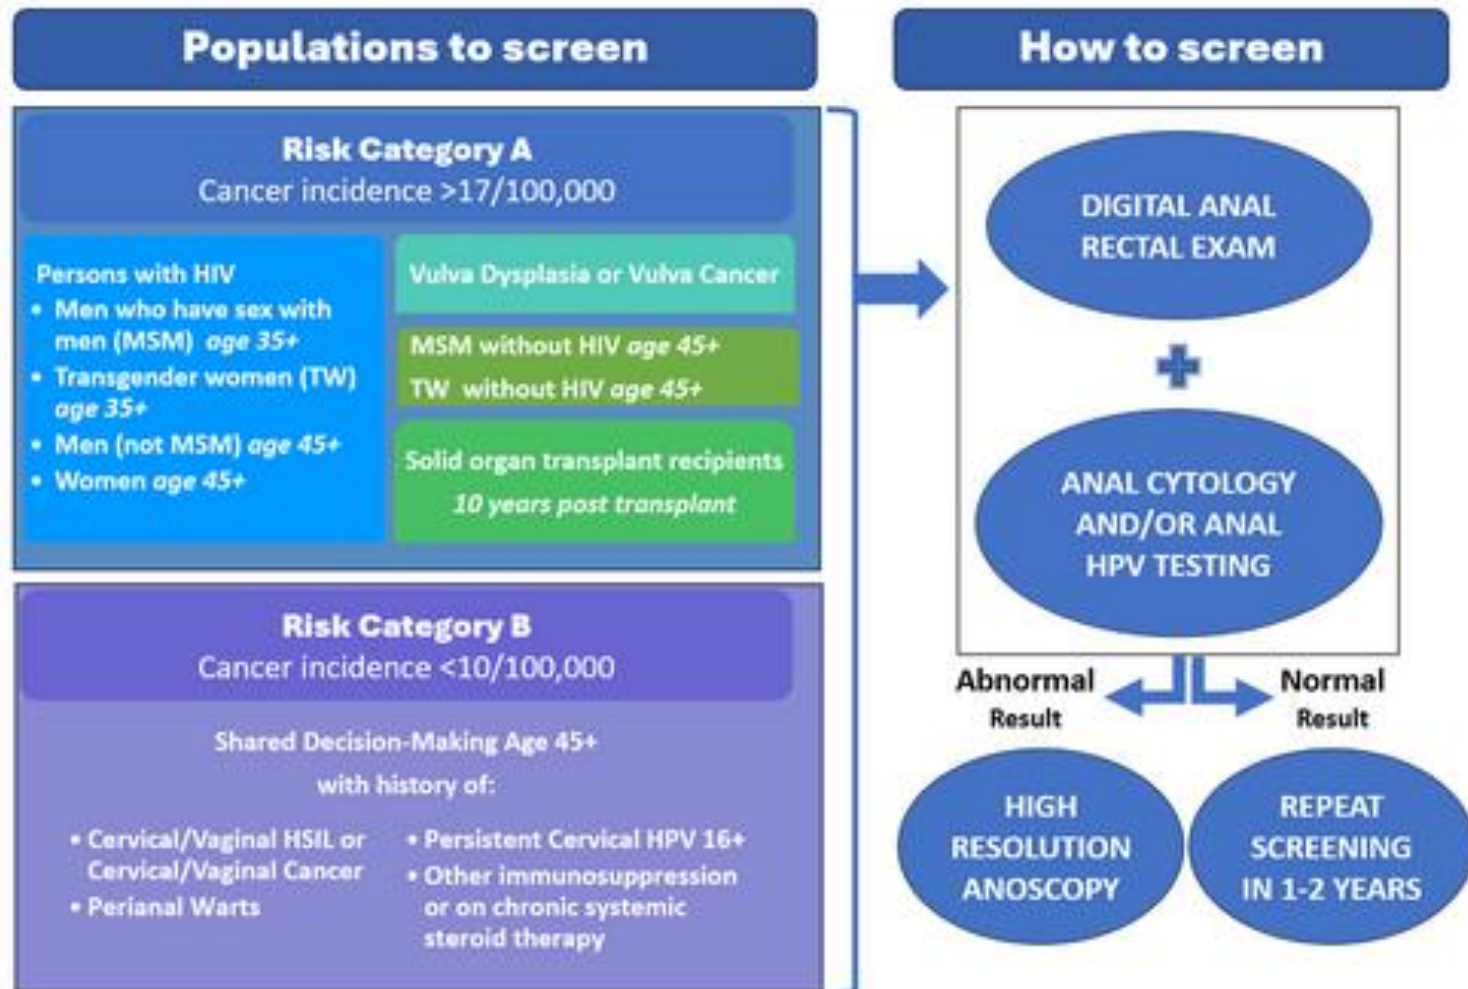 Populations to screen
Risk Category A
Cancer incidence >17/100,000
Persons with HIV
• Men who have sex with
men (MSM) age 35+
• Transgender women (TW)
age 35+
• Men (not MSM) age 45+
• Women age 45+
Vulva Dysplasia or Vulva Cancer
MSM without HIV age 45+
TW without HIV age 45+
Solid organ transplant recipients
10 years post transplant
Risk Category B
Cancer incidence <10/100,000
Shared Decision-Making Age 45+
with history of:
• Cervical/Vaginal HSIL or
Cervical/Vaginal Cancer
• Perianal Warts
• Persistent Cervical HPV 16+
• Other immunosuppression
or on chronic systemic
steroid therapy
How to screen
DIGITAL ANAL
RECTAL EXAM
ANAL CYTOLOGY
AND/OR ANAL
HPV TESTING
Abnormal
Result
Normal
Result
HIGH
RESOLUTION
ANOSCOPY
REPEAT
SCREENING
IN 1-2 YEARS